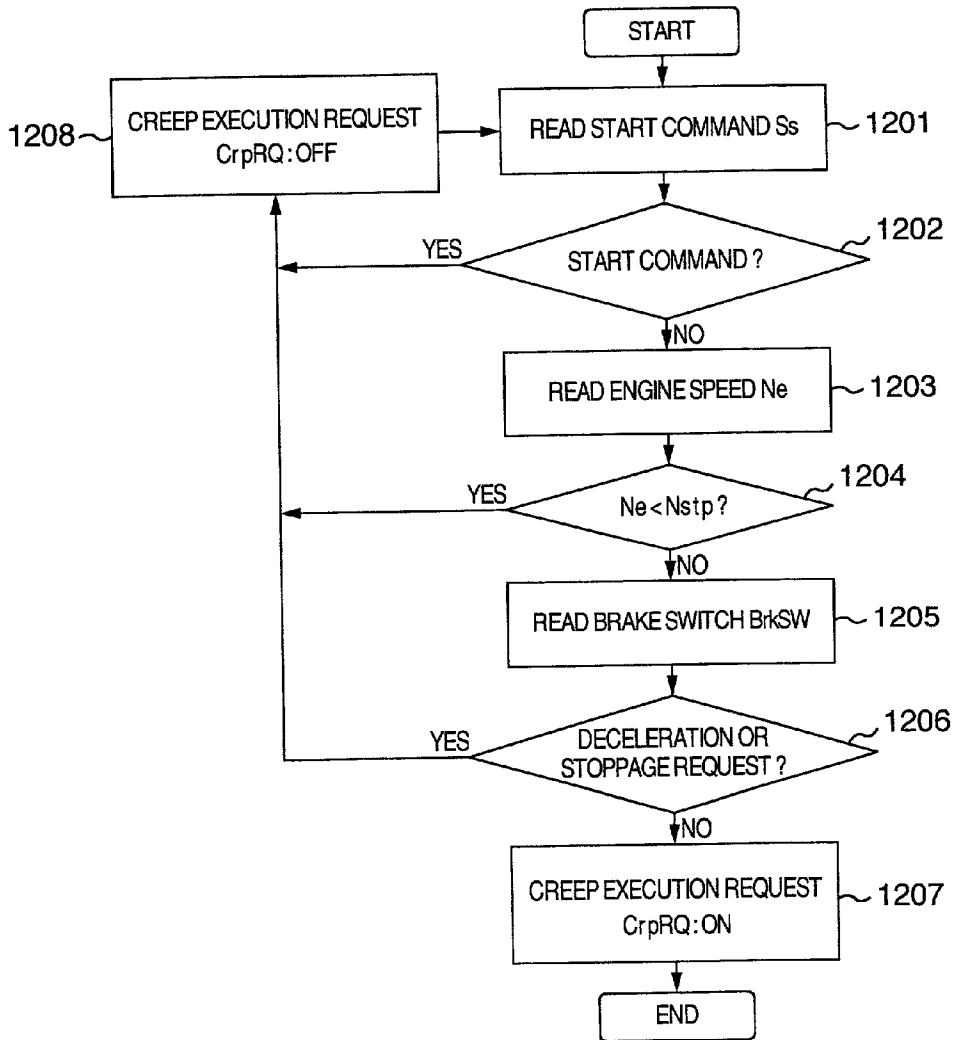 START
CREEP EXECUTION REQUEST
CrpRQ:OFF
1208
READ START COMMAND Ss
1201
START COMMAND ?
1202
YES
NO
READ ENGINE SPEED Ne
1203
Ne<Nstp ?
1204
YES
NO
READ BRAKE SWITCH BrkSW
1205
DECELERATION OR
STOPPAGE REQUEST ?
1206
YES
NO
CREEP EXECUTION REQUEST
CrpRQ:ON
1207
END